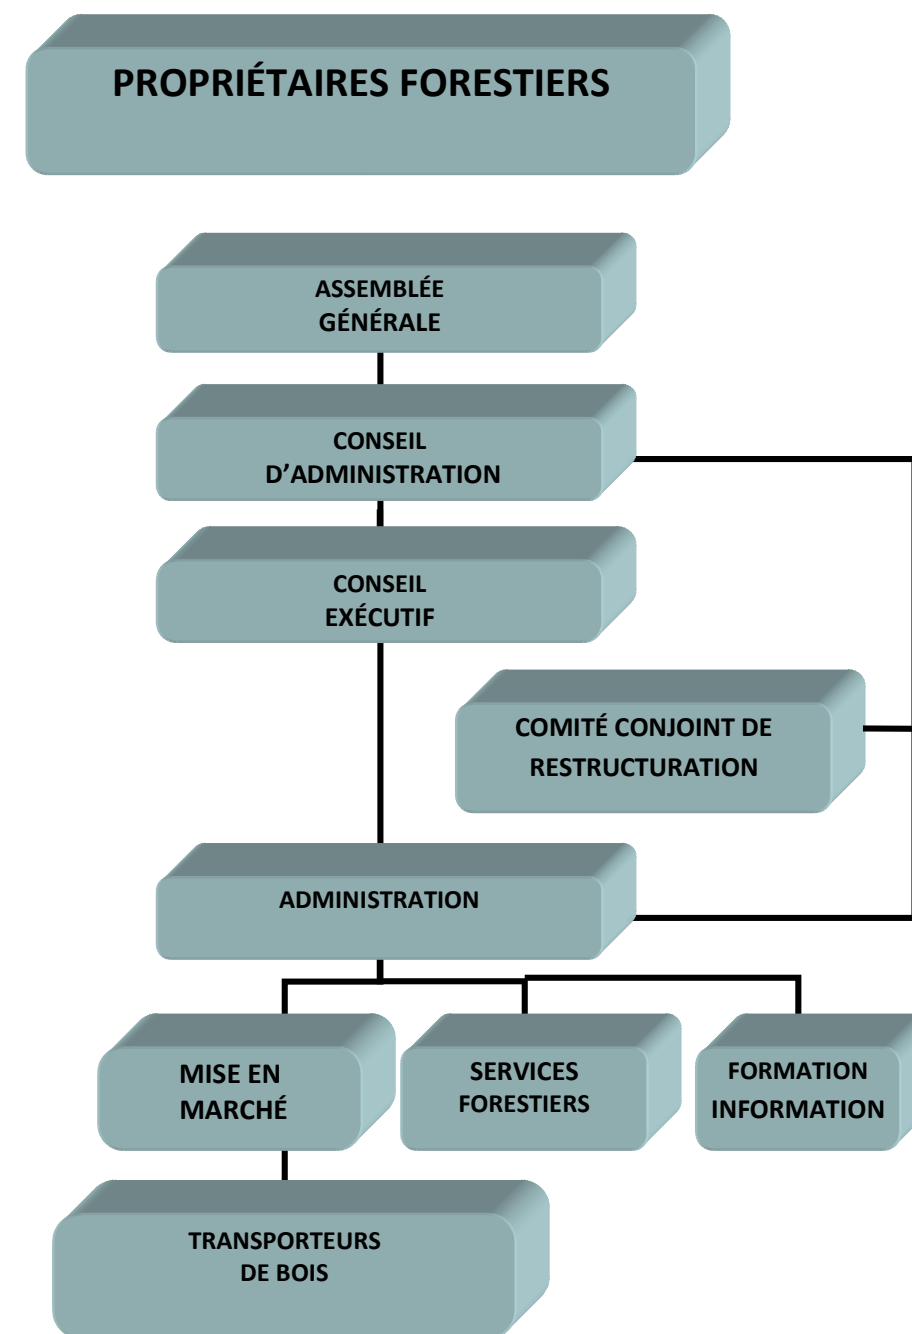 PROPRIÉTAIRES FORESTIERS
ASSEMBLÉE
GÉNÉRALE
CONSEIL
D’ADMINISTRATION
CONSEIL
EXÉCUTIF
COMITÉ CONJOINT DE
RESTRUCTURATION
ADMINISTRATION
MISE EN
MARCHÉ
SERVICES
FORESTIERS
FORMATION
INFORMATION
TRANSPORTEURS
DE BOIS